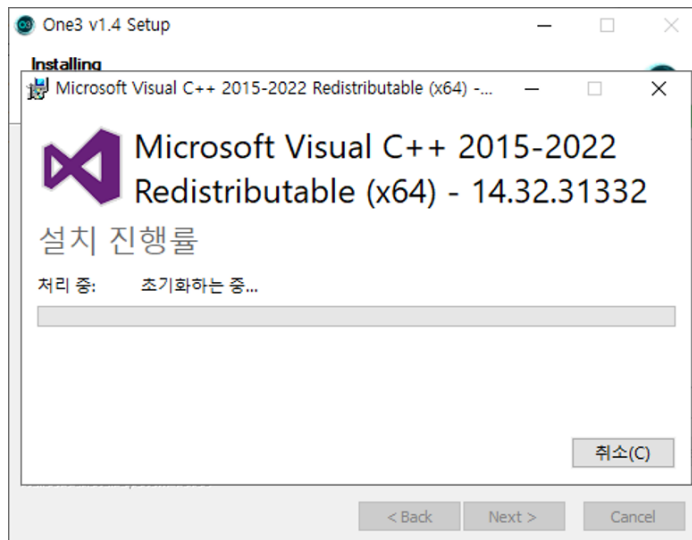 One3 v1.4 Setup
Installing
Microsoft Visual C++ 2015-2022 Redistributable (x64) -...
Microsoft Visual C++ 2015-2022
Redistributable (x64) - 14.32.31332
설치 진행률
처리 중: 초기화하는 중...
취소(C)
< Back Next > Cancel